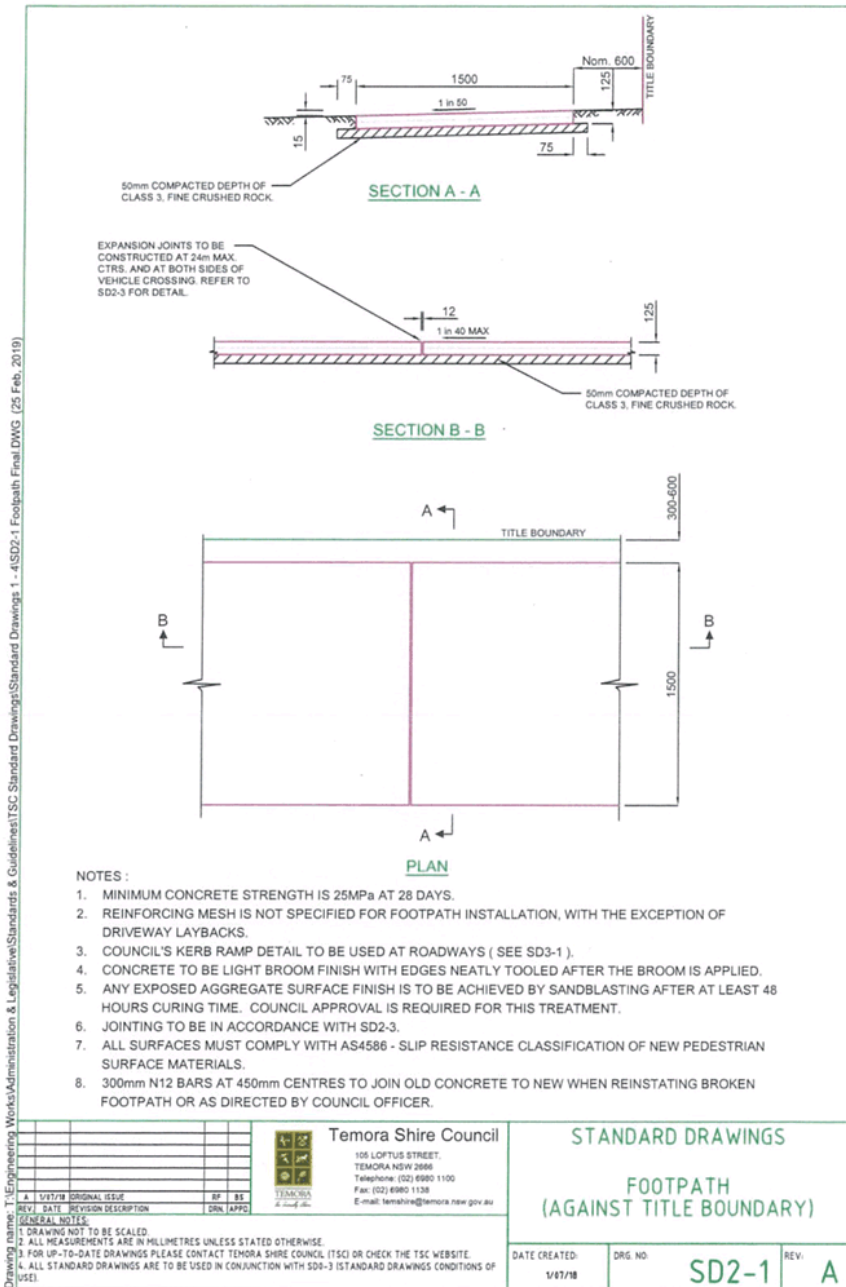 Nom. 600
75
1500
125
TITLE BOUNDARY
1 in 50
15
75
50mm COMPACTED DEPTH OF
CLASS 3, FINE CRUSHED ROCK.
SECTION A - A
EXPANSION JOINTS TO BE
CONSTRUCTED AT 24m MAX.
CTRS. AND AT BOTH SIDES OF
VEHICLE CROSSING. REFER TO
SD2-3 FOR DETAIL.
12
1 in 40 MAX
125
50mm COMPACTED DEPTH OF
CLASS 3, FINE CRUSHED ROCK.
SECTION B - B
A
TITLE BOUNDARY
300-600
B
B
1500
A
PLAN
NOTES :
1. MINIMUM CONCRETE STRENGTH IS 25MPa AT 28 DAYS.
2. REINFORCING MESH IS NOT SPECIFIED FOR FOOTPATH INSTALLATION, WITH THE EXCEPTION OF
DRIVEWAY LAYBACKS.
3. COUNCIL'S KERB RAMP DETAIL TO BE USED AT ROADWAYS ( SEE SD3-1 ).
4. CONCRETE TO BE LIGHT BROOM FINISH WITH EDGES NEATLY TOOLED AFTER THE BROOM IS APPLIED.
5. ANY EXPOSED AGGREGATE SURFACE FINISH IS TO BE ACHIEVED BY SANDBLASTING AFTER AT LEAST 48
HOURS CURING TIME. COUNCIL APPROVAL IS REQUIRED FOR THIS TREATMENT.
6. JOINTING TO BE IN ACCORDANCE WITH SD2-3.
7. ALL SURFACES MUST COMPLY WITH AS4586 - SLIP RESISTANCE CLASSIFICATION OF NEW PEDESTRIAN
SURFACE MATERIALS.
8. 300mm N12 BARS AT 450mm CENTRES TO JOIN OLD CONCRETE TO NEW WHEN REINSTATING BROKEN
FOOTPATH OR AS DIRECTED BY COUNCIL OFFICER.
Drawing name: T:\Engineering Works\Administration & Legislative\Standards & Guidelines\TSC Standard Drawings\Standard Drawings 1 - 4\SD2-1 Footpath Final.DWG (25 Feb, 2019)
A 1/07/18 ORIGINAL ISSUE RF BS
REV. DATE REVISION DESCRIPTION DRN. APPD.
GENERAL NOTES:
1. DRAWING NOT TO BE SCALED.
2. ALL MEASUREMENTS ARE IN MILLIMETRES UNLESS STATED OTHERWISE.
3. FOR UP-TO-DATE DRAWINGS PLEASE CONTACT TEMORA SHIRE COUNCIL (TSC) OR CHECK THE TSC WEBSITE.
4. ALL STANDARD DRAWINGS ARE TO BE USED IN CONJUNCTION WITH SD0-3 (STANDARD DRAWINGS CONDITIONS OF
USE).
TEMORA
Temora Shire Council
105 LOFTUS STREET,
TEMORA NSW 2666
Telephone: (02) 6980 1100
Fax: (02) 6980 1138
E-mail: temshire@temora.nsw.gov.au
STANDARD DRAWINGS
FOOTPATH
(AGAINST TITLE BOUNDARY)
DATE CREATED:
1/07/18
DRG. NO:
SD2-1
REV:
A